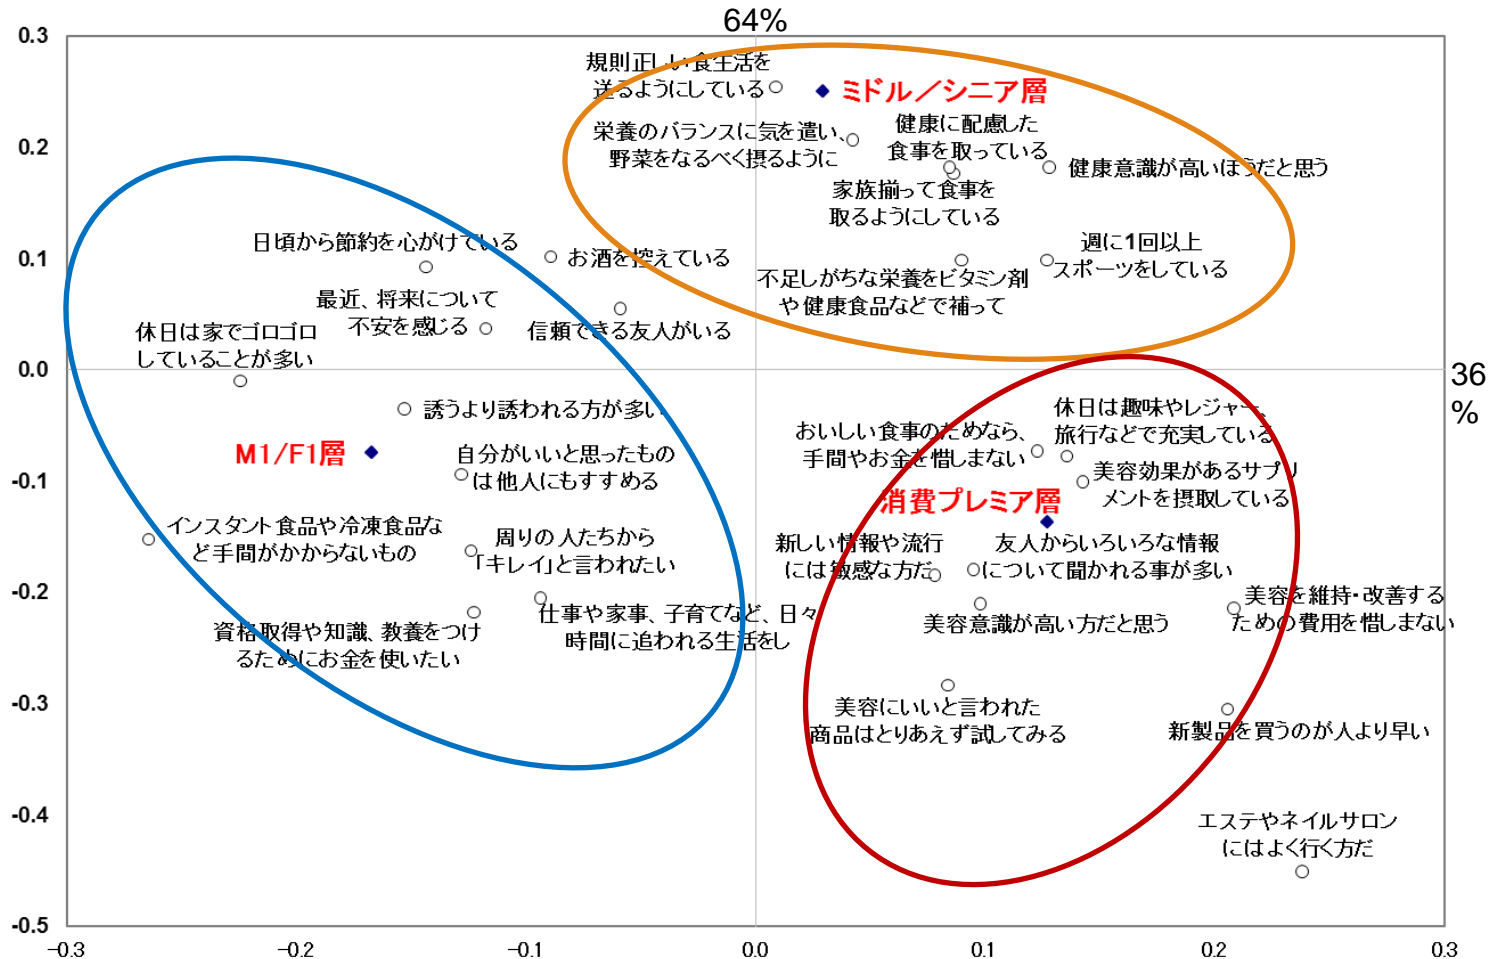 64%
0.3
規則正しい食生活を
送るようにしている
ミドル／シニア層
栄養のバランスに気を遣い、
野菜をなるべく摂るように
健康に配慮した
食事を取っている
0.2
健康意識が高いほうだと思う
家族揃って食事を
取るようにしている
日頃から節約を心がけている
お酒を控えている
週に1回以上
スポーツをしている
0.1
不足しがちな栄養をビタミン剤
や健康食品などで補って
最近、将来について
不安を感じる
信頼できる友人がいる
休日は家でゴロゴロ
していることが多い
0.0
36
%
誘うより誘われる方が多い
休日は趣味やレジャー、
旅行などで充実している
おいしい食事のためなら、
手間やお金を惜しまない
M1/F1層
自分がいいと思ったもの
は他人にもすすめる
美容効果があるサプリ
メントを摂取している
-0.1
消費プレミア層
インスタント食品や冷凍食品な
ど手間がかからないもの
周りの人たちから
「キレイ」と言われたい
新しい情報や流行
には敏感な方だ
友人からいろいろな情報
について聞かれる事が多い
-0.2
仕事や家事、子育てなど、日々
時間に追われる生活をし
美容意識が高い方だと思う
美容を維持・改善する
ための費用を惜しまない
資格取得や知識、教養をつけ
るためにお金を使いたい
-0.3
美容にいいと言われた
商品はとりあえず試してみる
新製品を買うのが人より早い
-0.4
エステやネイルサロン
にはよく行く方だ
-0.5
-0.3
-0.2
-0.1
0.0
0.1
0.2
0.3